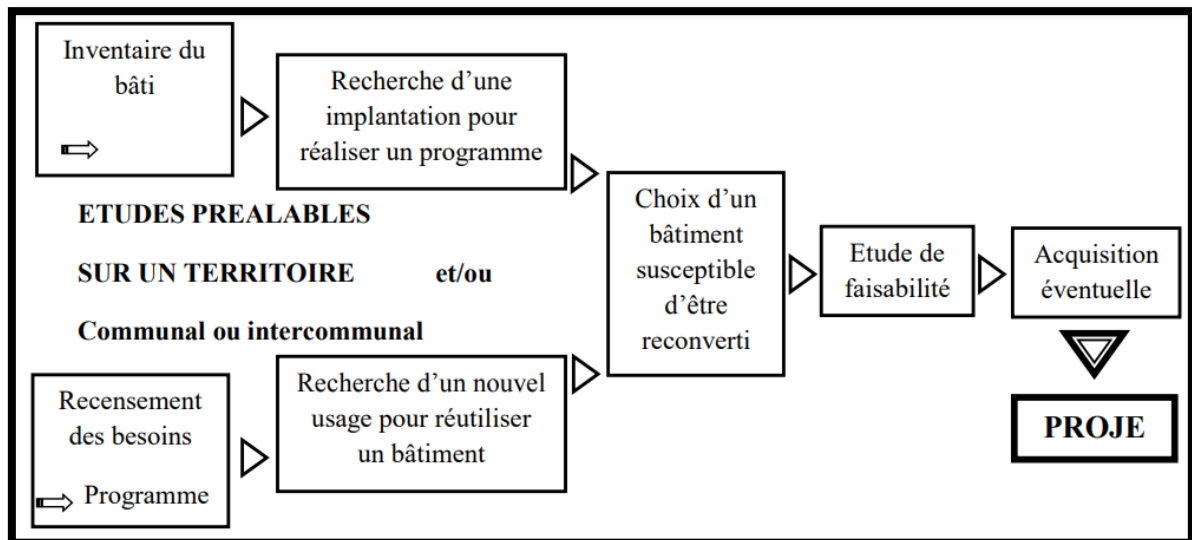 Inventaire du
bâti
Recherche d’une
implantation pour
réaliser un programme
ETUDES PREALABLES
SUR UN TERRITOIRE et/ou
Communal ou intercommunal
Recensement
des besoins
Programme
Recherche d’un nouvel
usage pour réutiliser
un bâtiment
Choix d’un
bâtiment
susceptible
d’être
reconverti
Etude de
faisabilité
Acquisition
éventuelle
PROJE